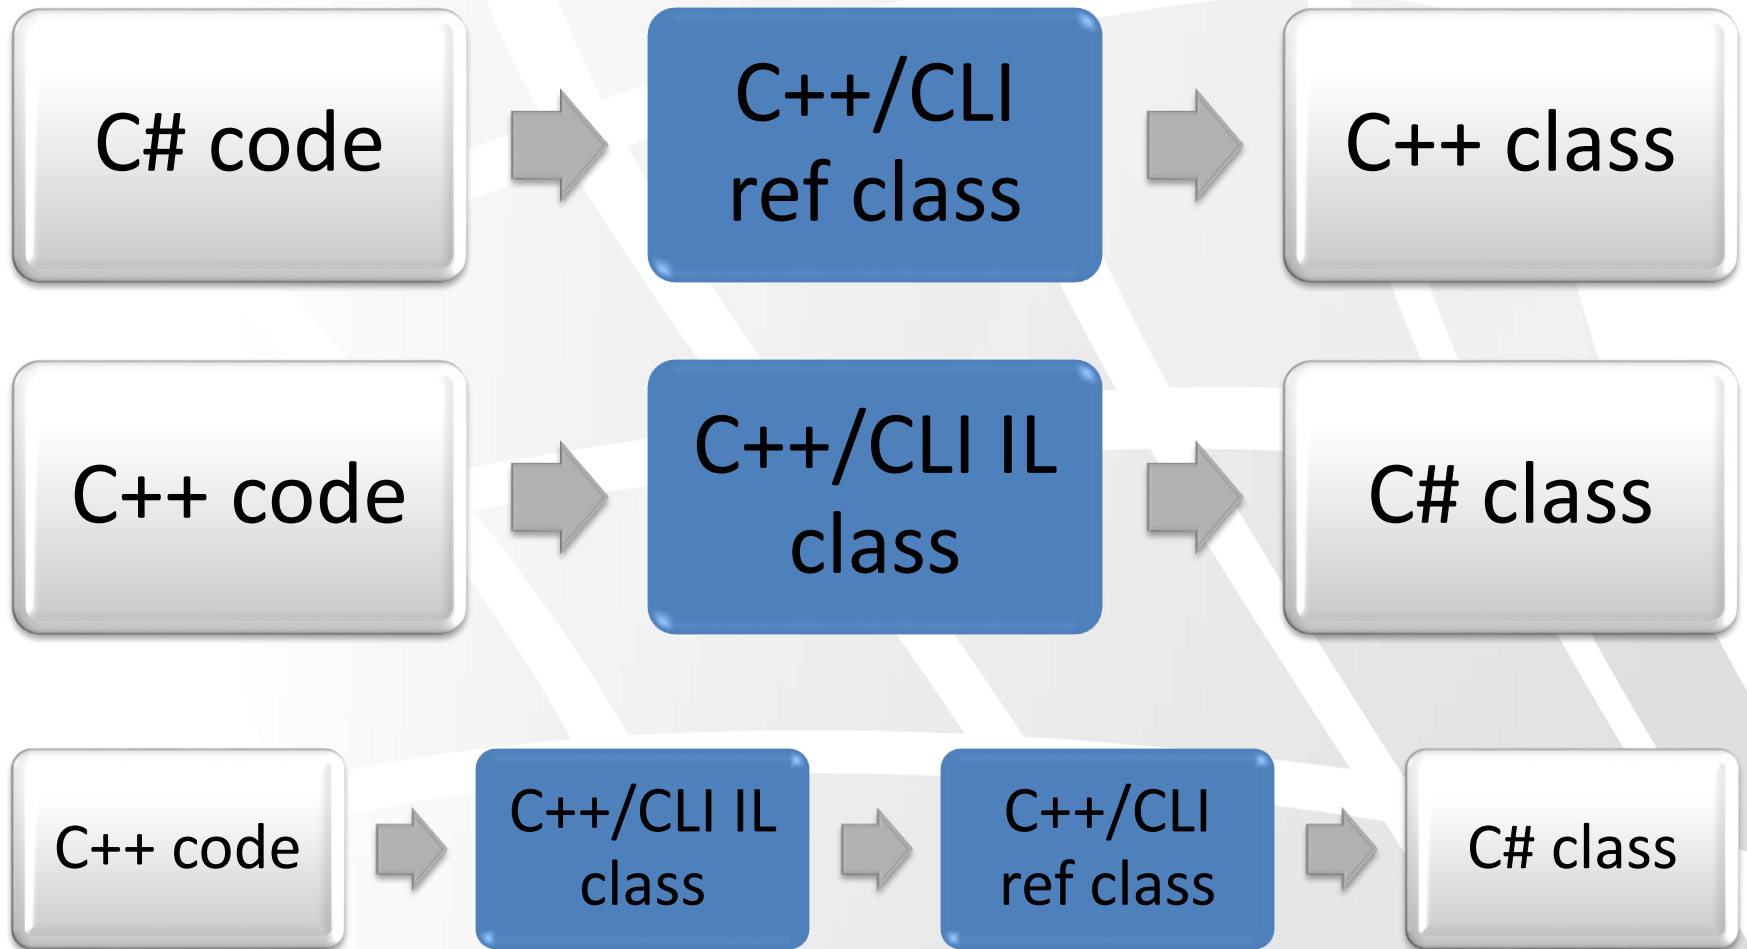 C# code
C++/CLI
ref class
C++ class
C++ code
C++/CLI IL
class
C# class
C++ code
C++/CLI IL
class
C++/CLI
ref class
C# class